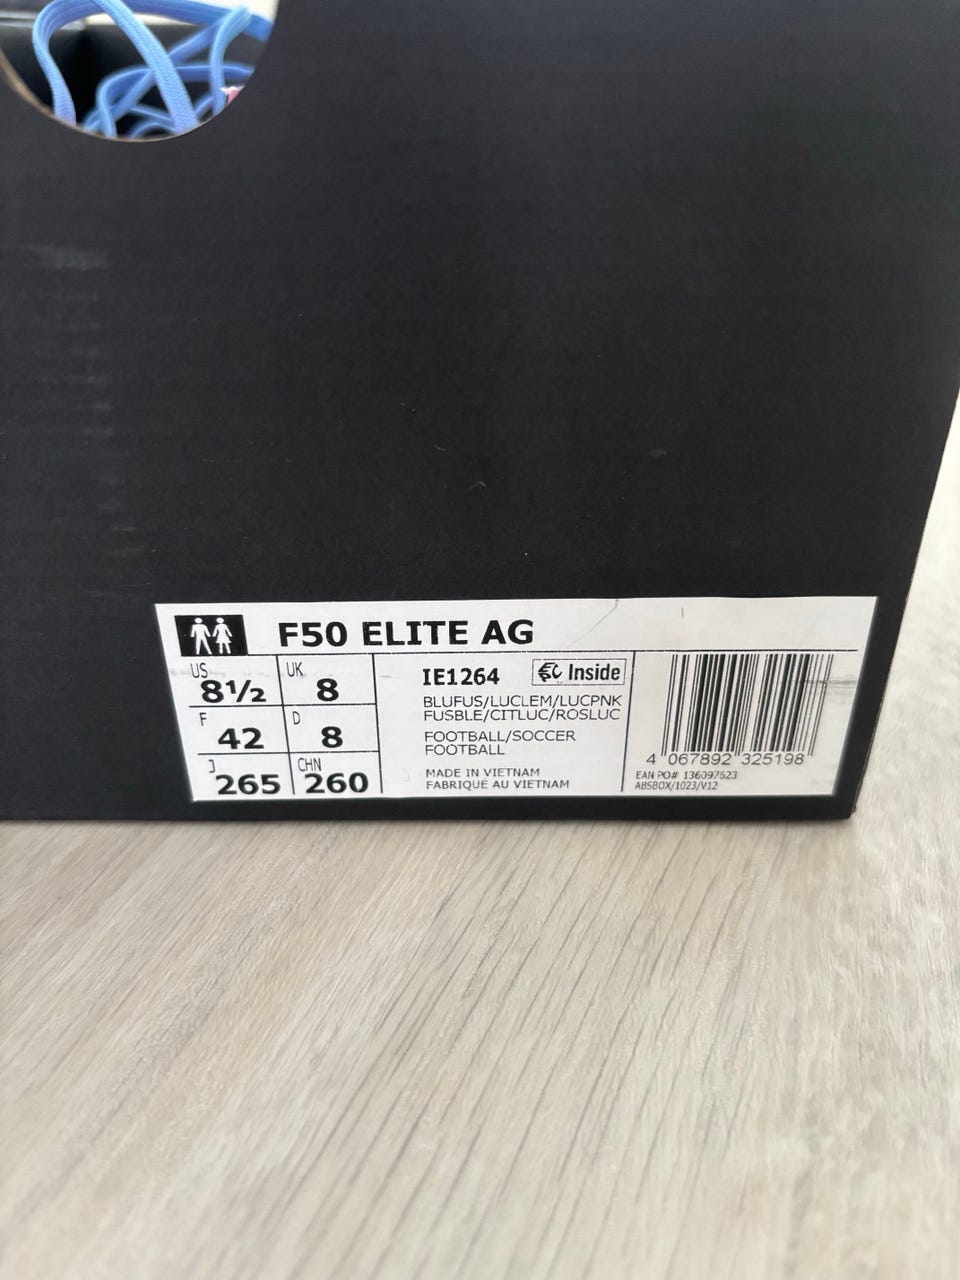 F50 ELITE AG
US 8½ UK 8
F 42 D 8
J 265 CHN 260
IE1264 Inside
BLUFUS/LUCLEM/LUCPNK
FUSBLE/CITLUC/ROSLUC
FOOTBALL/SOCCER
FOOTBALL
MADE IN VIETNAM
FABRIQUÉ AU VIETNAM
4 067892 325198
EAN PO# 136097623
ABSBOX/1023/V12